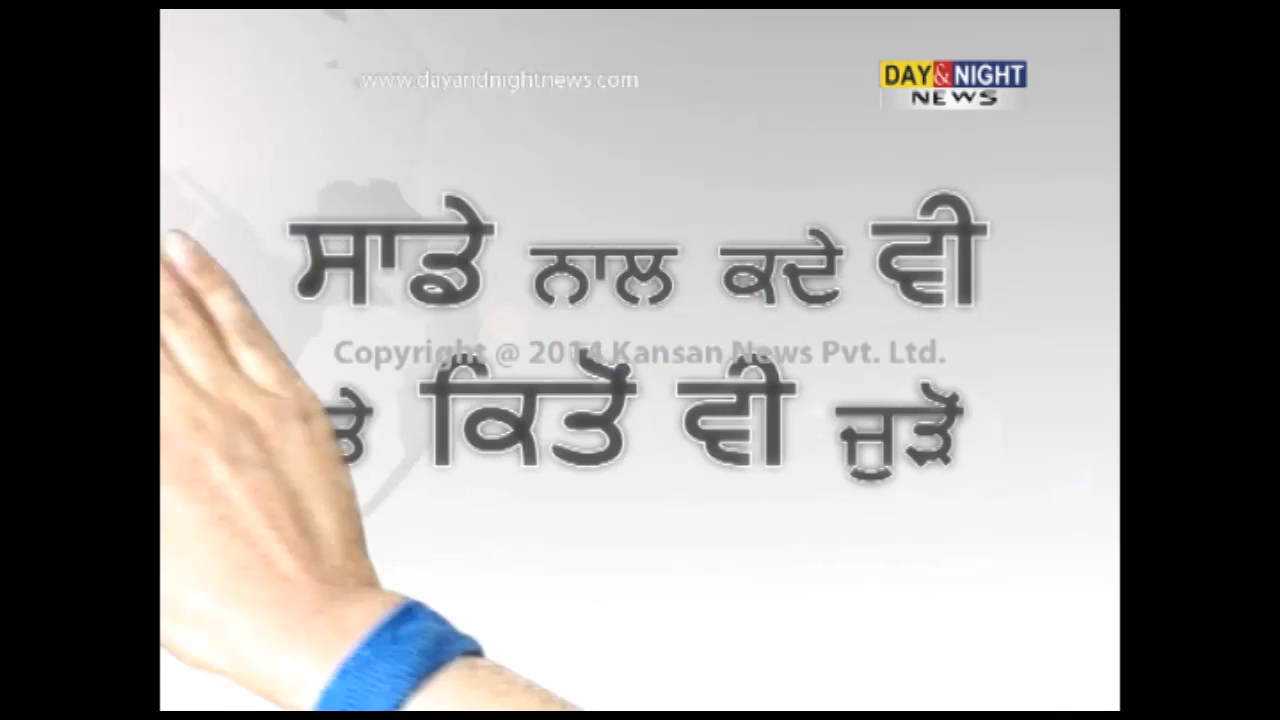 www.dayandnightnews.com
DAY&NIGHT
NEWS
ਸਾਡੇ ਨਾਲ ਕਦੇ ਵੀ
Copyright @ 2014 Kansan News Pvt. Ltd.
ਕਿਤੋਂ ਵੀ ਜੁੜੋਂ